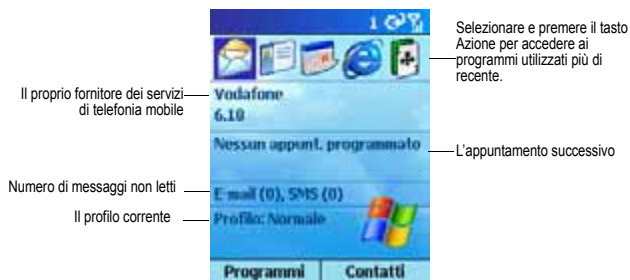 1
Selezionare e premere il tasto
Azione per accedere ai
programmi utilizzati più di
recente.
Il proprio fornitore dei servizi
di telefonia mobile
Vodafone
6.10
Nessun appunt. programmato
L'appuntamento successivo
Numero di messaggi non letti
E-mail (0), SMS (0)
Il profilo corrente
Profilo: Normale
Programmi
Contatti